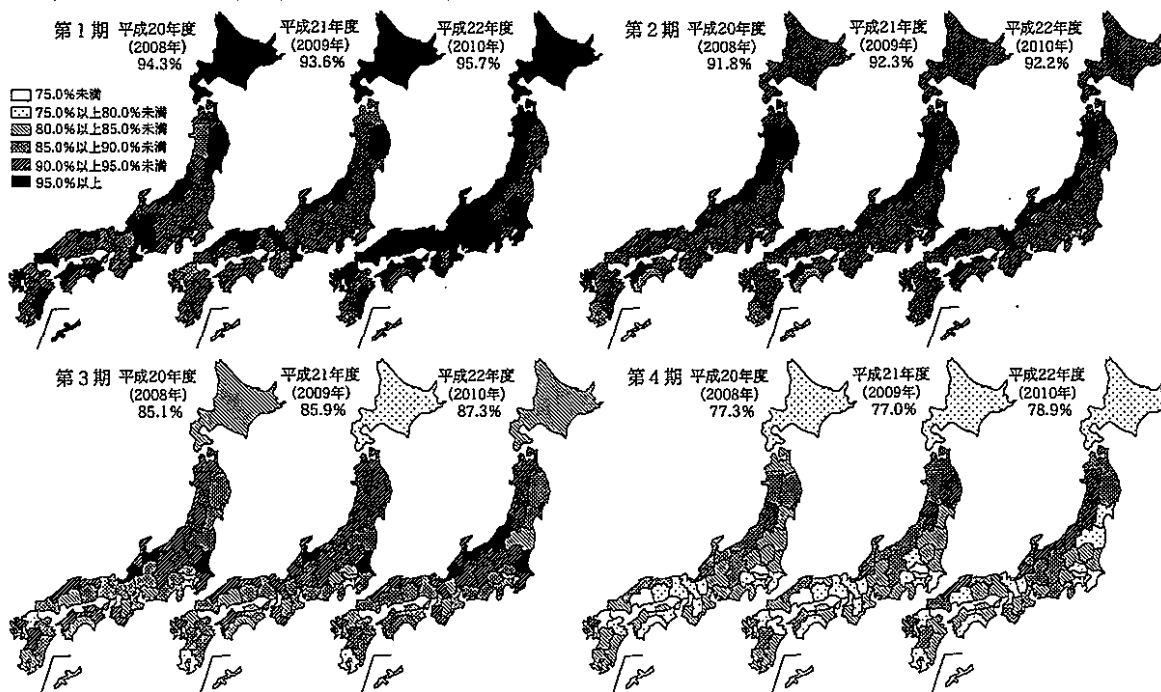 第1期 平成20年度
(2008年)
94.3%
平成21年度
(2009年)
93.6%
平成22年度
(2010年)
95.7%
75.0%未満
75.0%以上80.0%未満
80.0%以上85.0%未満
85.0%以上90.0%未満
90.0%以上95.0%未満
95.0%以上
第2期 平成20年度
(2008年)
91.8%
平成21年度
(2009年)
92.3%
平成22年度
(2010年)
92.2%
第3期 平成20年度
(2008年)
85.1%
平成21年度
(2009年)
85.9%
平成22年度
(2010年)
87.3%
第4期 平成20年度
(2008年)
77.3%
平成21年度
(2009年)
77.0%
平成22年度
(2010年)
78.9%